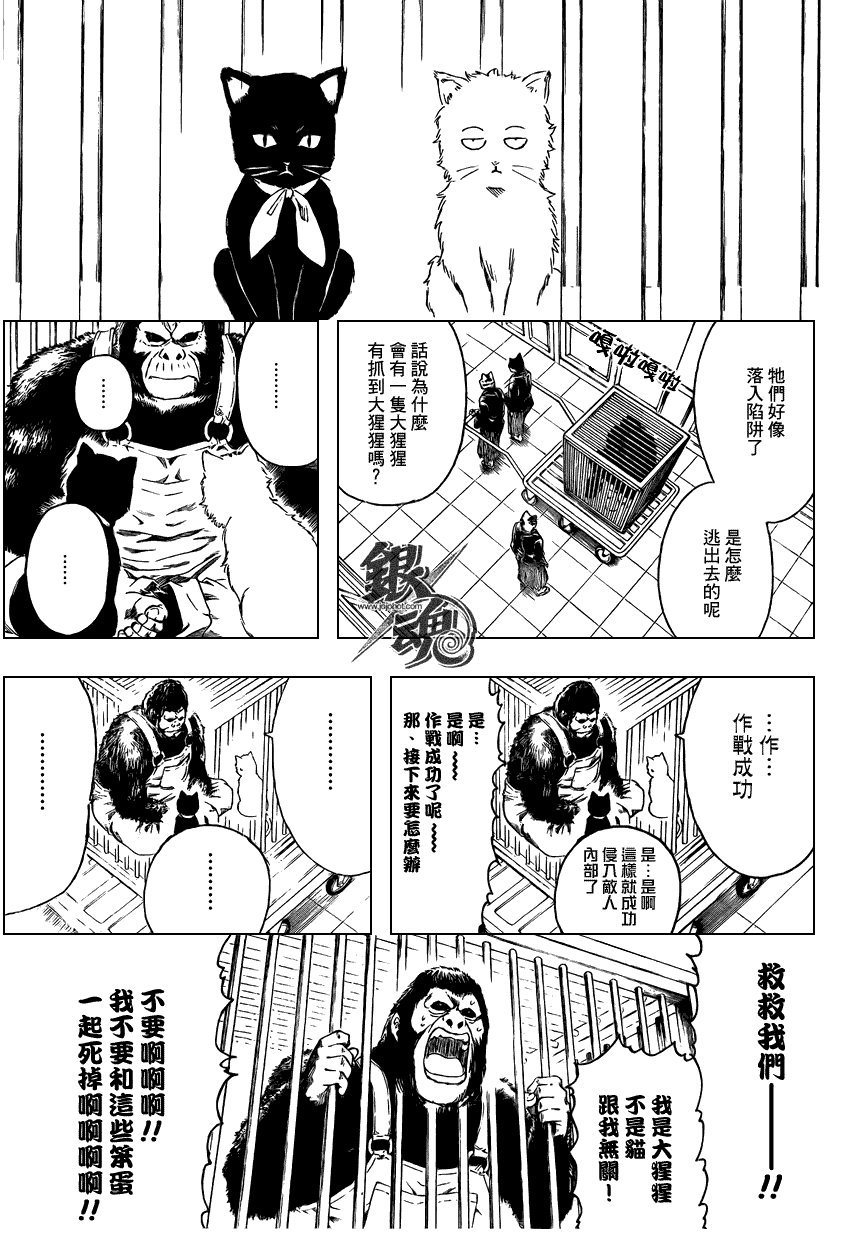 牠們好像
落入陷阱了
是怎麼
逃出去的呢
嘎啦嘎啦
話說為什麼
會有一隻大猩猩
有抓到大猩猩嗎？
……
……
……
銀魂
www.jojohot.com
…作…
作戰成功
是…是啊
這樣就成功
侵入敵人
內部了
是…
是啊~~
作戰成功了呢~~
那、接下來要怎麼辦
………
………
………
救救我們——!!
我是大猩猩
不是貓
跟我無關！
不要啊啊啊!!
我不要和這些笨蛋
一起死掉啊啊啊啊!!